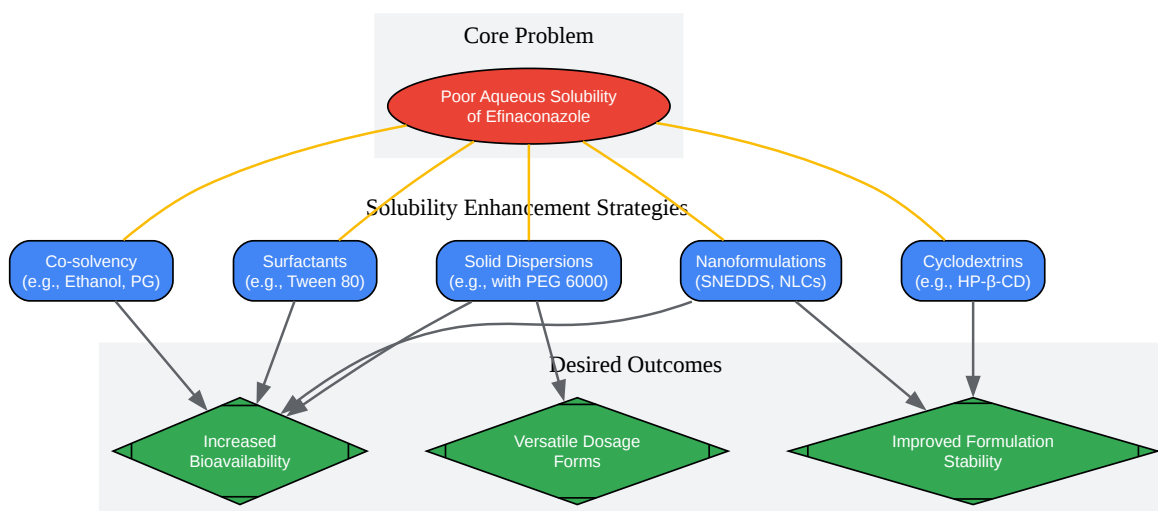 Core Problem
Poor Aqueous Solubility
of Efinaconazole
Solubility Enhancement Strategies
Co-solvency
(e.g., Ethanol, PG)
Surfactants
(e.g., Tween 80)
Solid Dispersions
(e.g., with PEG 6000)
Nanoformulations
(SNEDDS, NLCs)
Cyclodextrins
(e.g., HP-β-CD)
Desired Outcomes
Increased
Bioavailability
Versatile Dosage
Forms
Improved Formulation
Stability